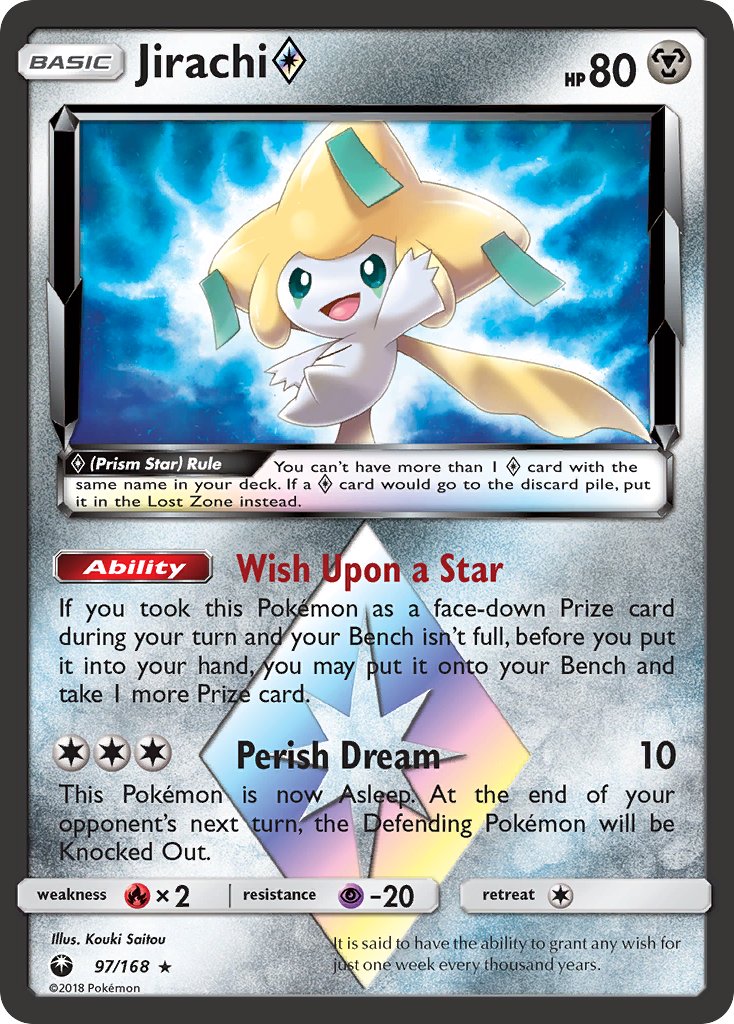 BASIC Jirachi HP 80
(Prism Star) Rule You can't have more than 1 ◇ card with the
same name in your deck. If a ◇ card would go to the discard pile, put
it in the Lost Zone instead.
Ability Wish Upon a Star
If you took this Pokémon as a face-down Prize card
during your turn and your Bench isn't full, before you put
it into your hand, you may put it onto your Bench and
take 1 more Prize card.
Perish Dream 10
This Pokémon is now Asleep. At the end of your
opponent's next turn, the Defending Pokémon will be
Knocked Out.
weakness ×2 resistance -20 retreat
Illus. Kouki Saitou
97/168 ★
©2018 Pokémon
It is said to have the ability to grant any wish for
just one week every thousand years.